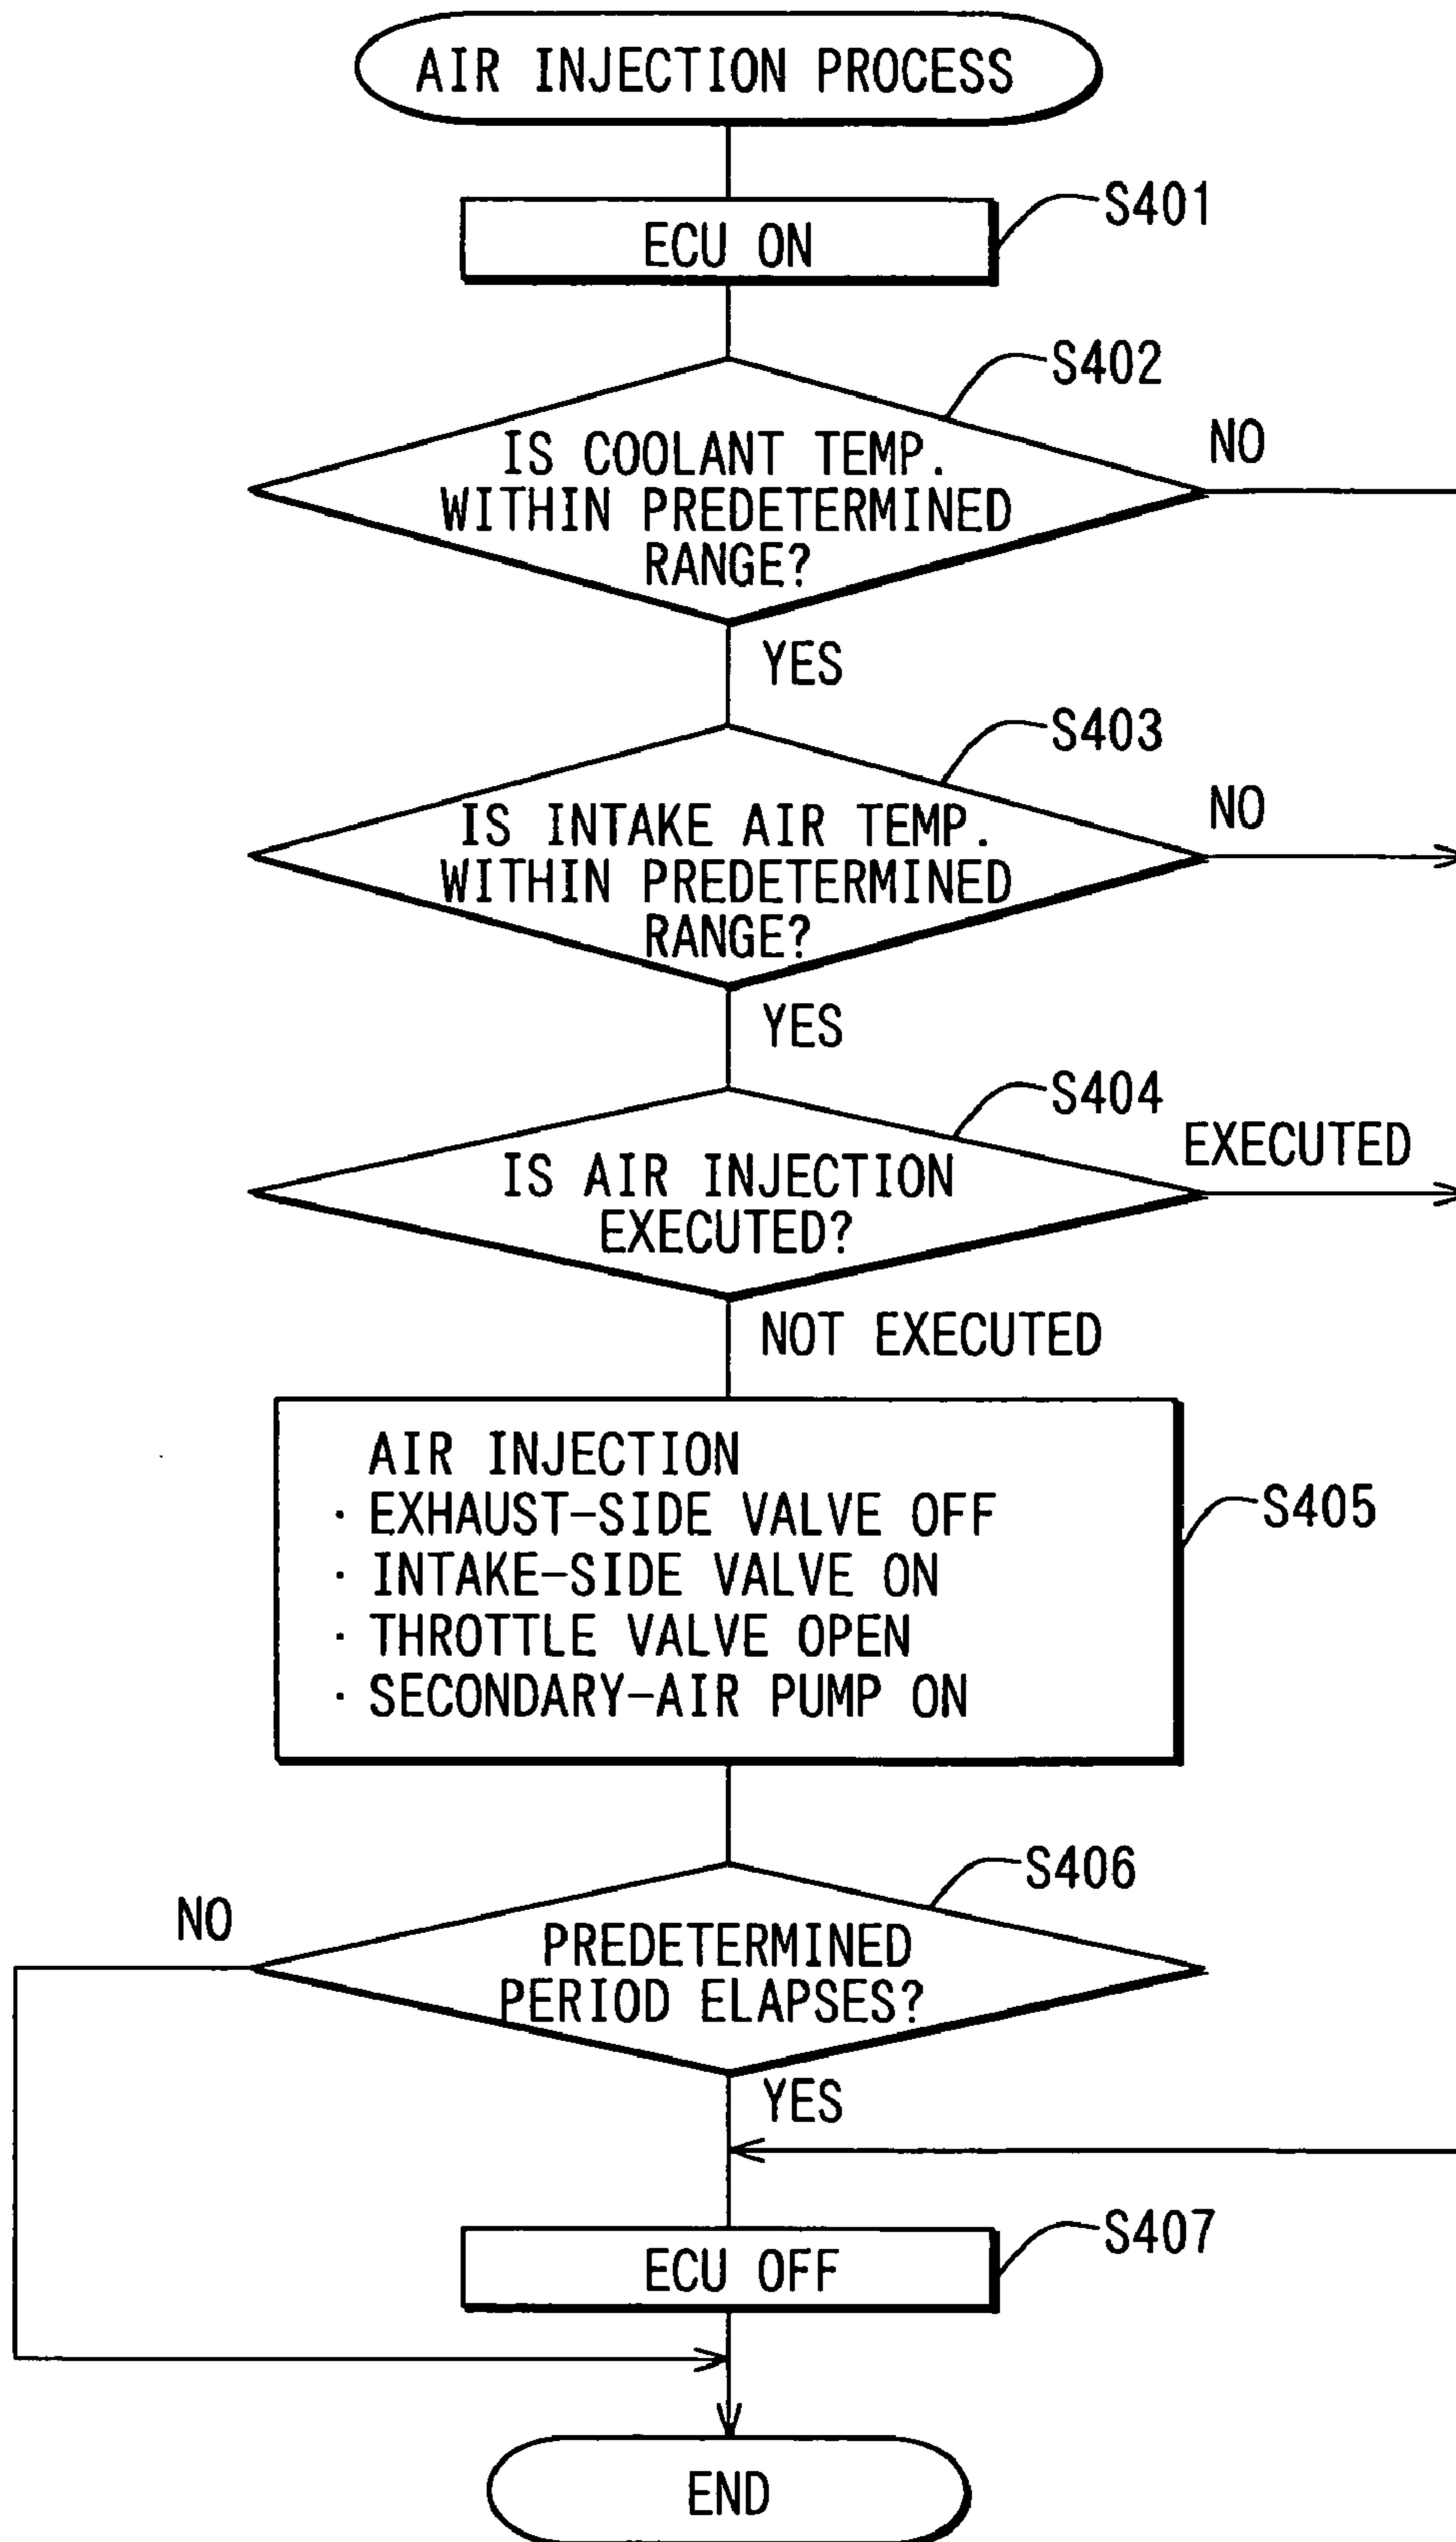 AIR INJECTION PROCESS
ECU ON
S401
S402
IS COOLANT TEMP.
WITHIN PREDETERMINED
RANGE?
NO
YES
S403
IS INTAKE AIR TEMP.
WITHIN PREDETERMINED
RANGE?
NO
YES
S404
IS AIR INJECTION
EXECUTED?
EXECUTED
NOT EXECUTED
AIR INJECTION
· EXHAUST-SIDE VALVE OFF
· INTAKE-SIDE VALVE ON
· THROTTLE VALVE OPEN
· SECONDARY-AIR PUMP ON
S405
S406
NO
PREDETERMINED
PERIOD ELAPSES?
YES
S407
ECU OFF
END